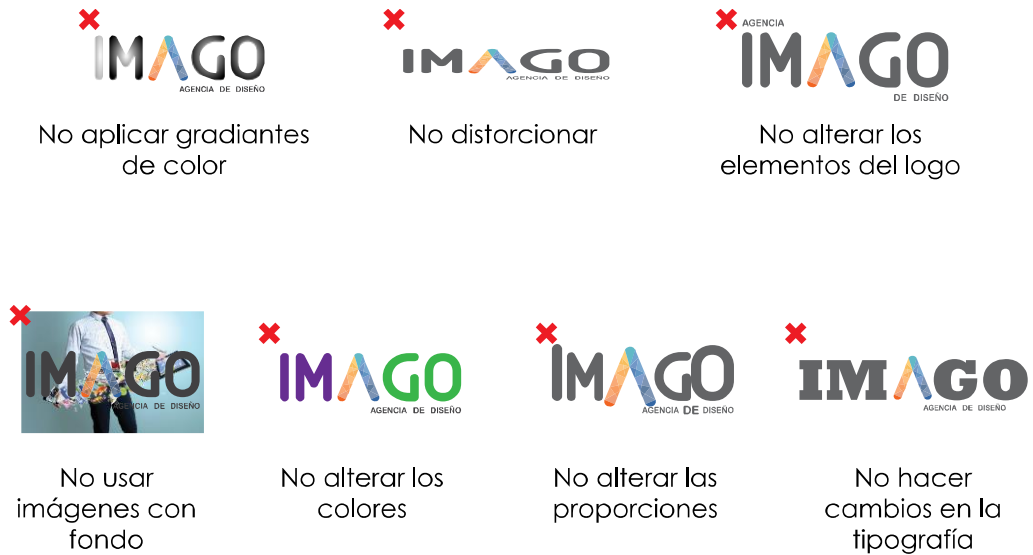 IMAGO
AGENCIA DE DISEÑO
No aplicar gradiantes
de color
IMAGO
AGENCIA DE DISEÑO
No distorcionar
AGENCIA
IMAGO
DE DISEÑO
No alterar los
elementos del logo
IMAGO
AGENCIA DE DISEÑO
No usar
imágenes con
fondo
IMAGO
AGENCIA DE DISEÑO
No alterar los
colores
IMAGO
AGENCIA DE DISEÑO
No alterar las
proporciones
IMAGO
AGENCIA DE DISEÑO
No hacer
cambios en la
tipografía